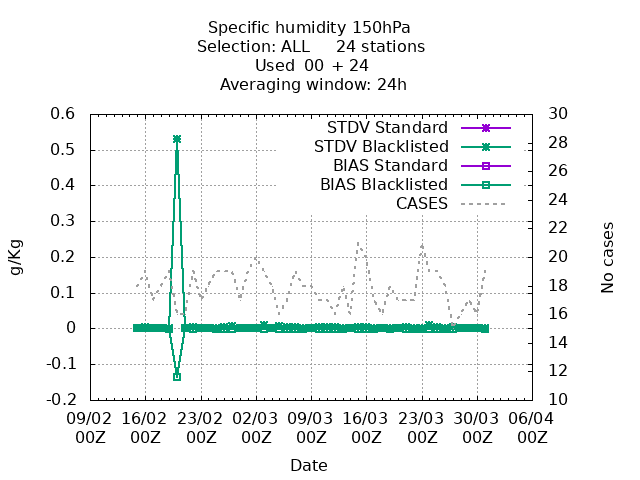 Specific humidity 150hPa
Selection: ALL 24 stations
Used 00 + 24
Averaging window: 24h
0.6
0.5
0.4
0.3
0.2
0.1
0
-0.1
-0.2
g/Kg
30
28
26
24
22
20
18
16
14
12
10
No cases
STDV Standard
STDV Blacklisted
BIAS Standard
BIAS Blacklisted
CASES
09/02 16/02 23/02 02/03 09/03 16/03 23/03 30/03 06/04
00Z 00Z 00Z 00Z 00Z 00Z 00Z 00Z 00Z
Date